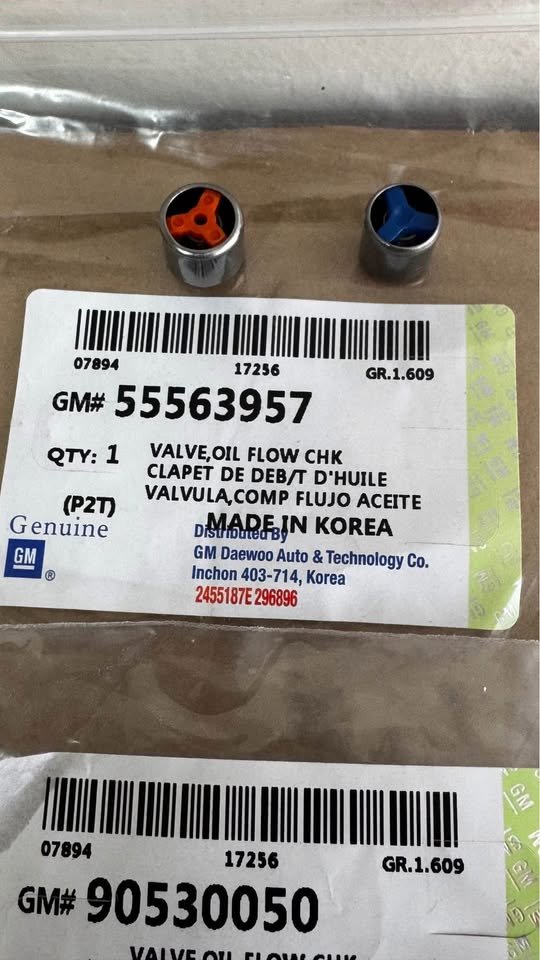 07894 17256 GR.1.609
GM# 55563957
QTY: 1 VALVE,OIL FLOW CHK
CLAPET DE DEB/T D'HUILE
(P2T) VALVULA,COMP FLUJO ACEITE
Genuine MADE IN KOREA
Distributed By
GM GM Daewoo Auto & Technology Co.
® Inchon 403-714, Korea
2455187E 296896
07894 17256 GR.1.609
GM# 90530050
VALVE,OIL FLOW CHK